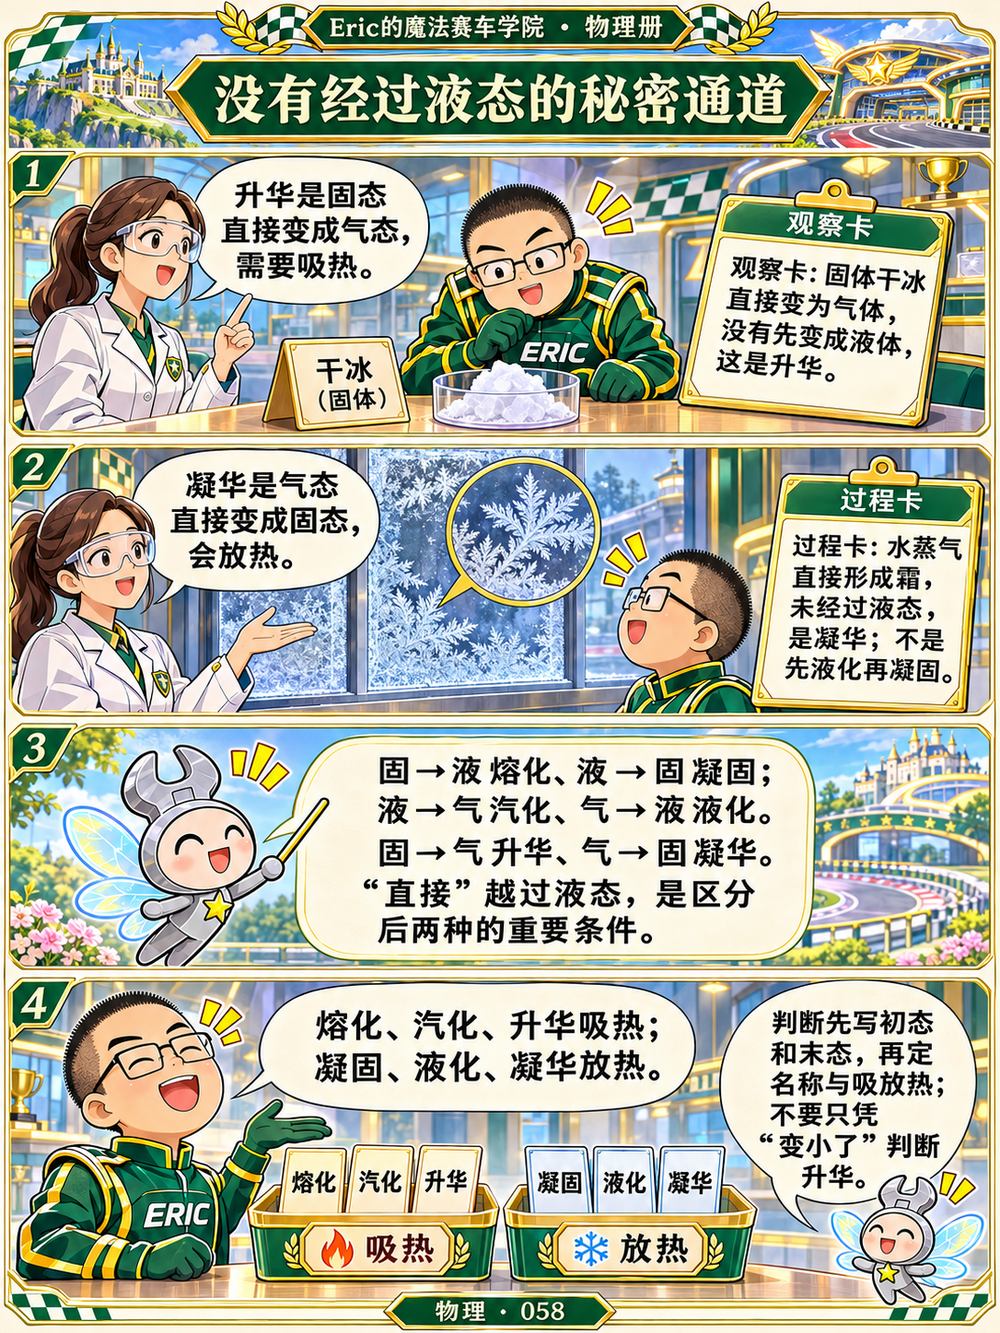 Eric的魔法赛车学院 · 物理册
没有经过液态的秘密通道
1
升华是固态
直接变成气态,
需要吸热。
干冰
(固体)
ERIC
观察卡
观察卡: 固体干冰
直接变为气体,
没有先变成液体,
这是升华。
2
凝华是气态
直接变成固态,
会放热。
过程卡
过程卡: 水蒸气
直接形成霜,
未经过液态,
是凝华; 不是
先液化再凝固。
3
固→液 熔化、液→固 凝固;
液→气 汽化、气→液 液化。
固→气 升华、气→固 凝华。
“直接”越过液态, 是区分
后两种的重要条件。
4
熔化、汽化、升华吸热;
凝固、液化、凝华放热。
判断先写初态
和末态, 再定
名称与吸放热;
不要只凭
“变小了”判断
升华。
ERIC
熔化
汽化
升华
吸热
凝固
液化
凝华
放热
物理 · 058